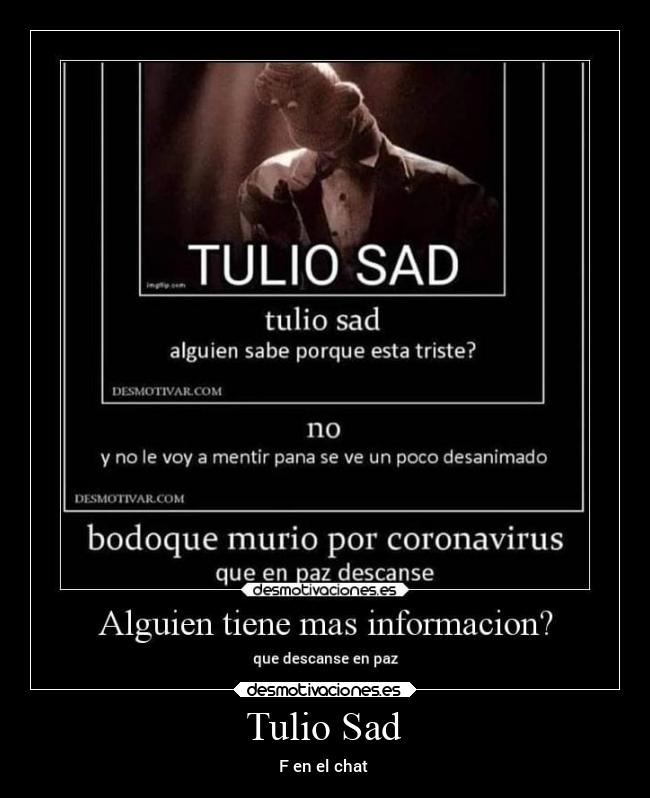 imgflip.com
TULIO SAD
tulio sad
alguien sabe porque esta triste?
DESMOTIVAR.COM
no
y no le voy a mentir pana se ve un poco desanimado
DESMOTIVAR.COM
bodoque murio por coronavirus
que en paz descanse
desmotivaciones.es
Alguien tiene mas informacion?
que descanse en paz
desmotivaciones.es
Tulio Sad
F en el chat